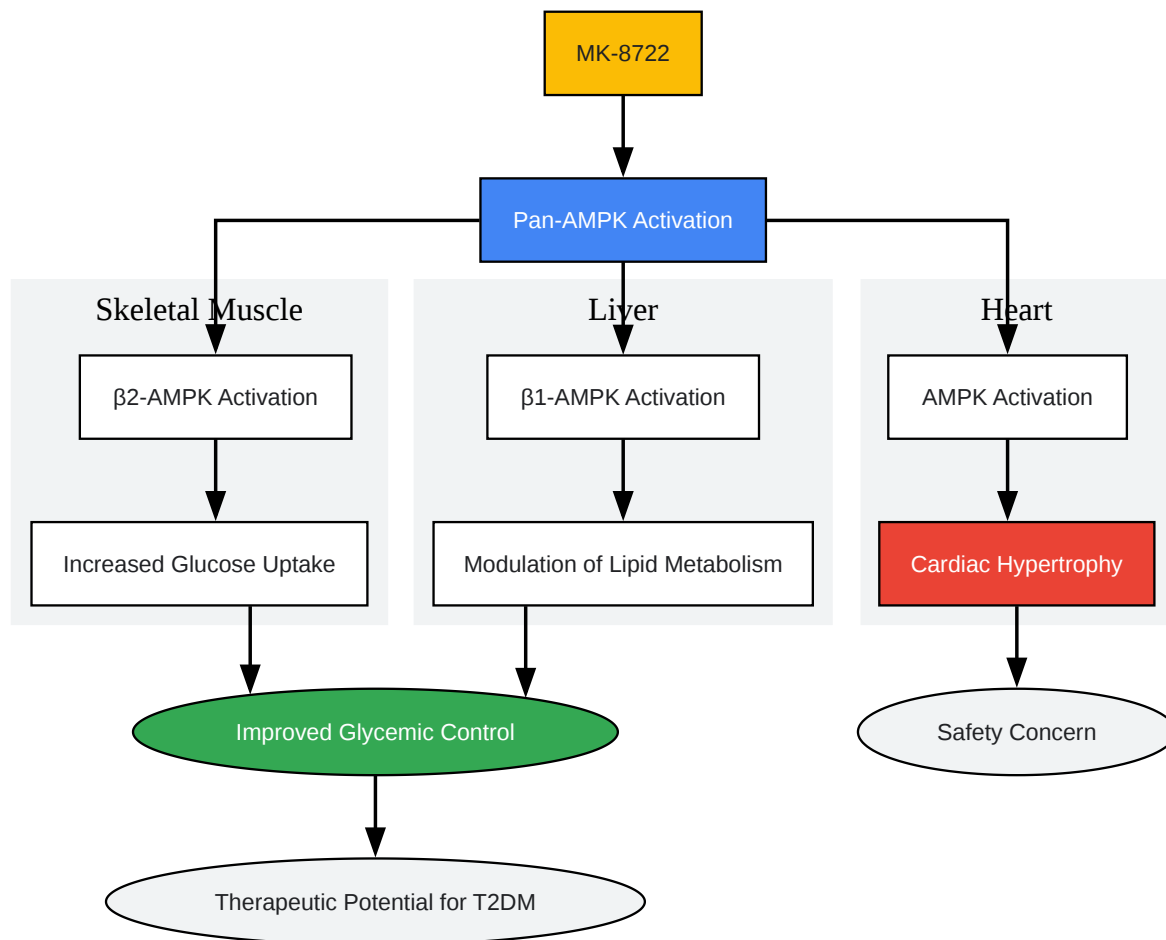 MK-8722
Pan-AMPK Activation
Skeletal Muscle
Liver
Heart
β2-AMPK Activation
β1-AMPK Activation
AMPK Activation
Increased Glucose Uptake
Modulation of Lipid Metabolism
Cardiac Hypertrophy
Improved Glycemic Control
Safety Concern
Therapeutic Potential for T2DM